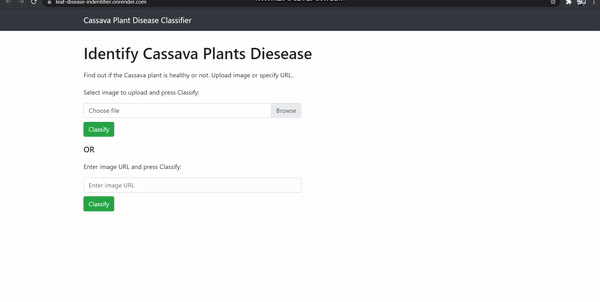 leaf-disease-indentifier.onrender.com
Cassava Plant Disease Classifier
Identify Cassava Plants Diesease
Find out if the Cassava plant is healthy or not. Upload image or specify URL.
Select image to upload and press Classify:
Choose file Browse
Classify
OR
Enter image URL and press Classify:
Enter image URL
Classify